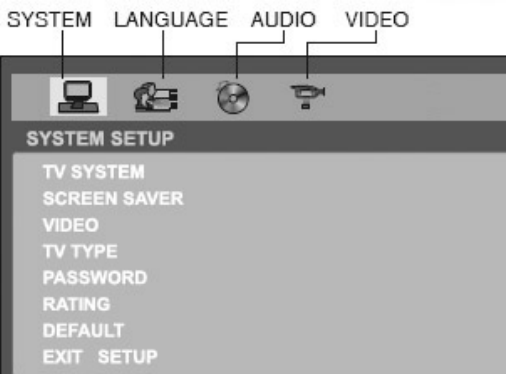 SYSTEM LANGUAGE AUDIO VIDEO
SYSTEM SETUP
TV SYSTEM
SCREEN SAVER
VIDEO
TV TYPE
PASSWORD
RATING
DEFAULT
EXIT SETUP